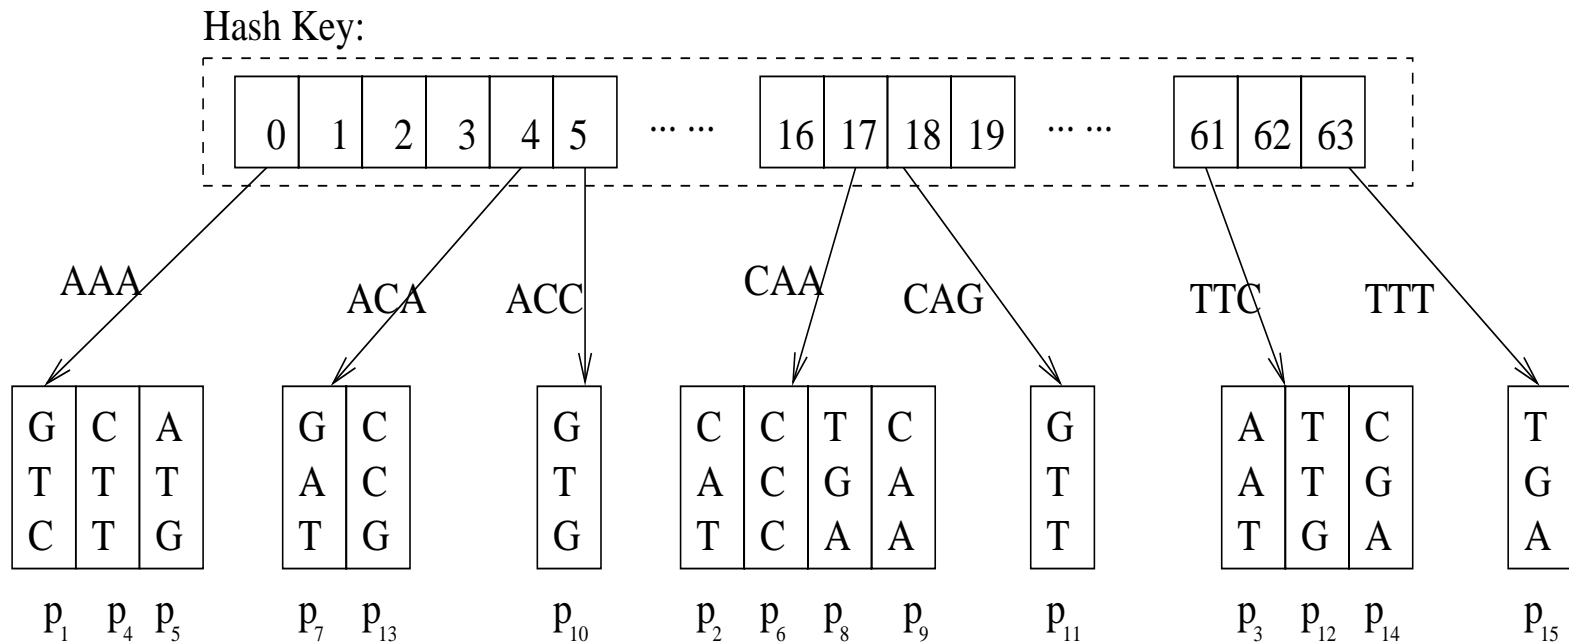 Hash Key:
0 1 2 3 4 5 ... ... 16 17 18 19 ... ... 61 62 63
AAA ACA ACC CAA CAG TTC TTT
G C A G C G C C T C G A T C T
T T T A C T A C G A T A T G G
C T G T G G T C A A T T G A A
p1 p4 p5 p7 p13 p10 p2 p6 p8 p9 p11 p3 p12 p14 p15